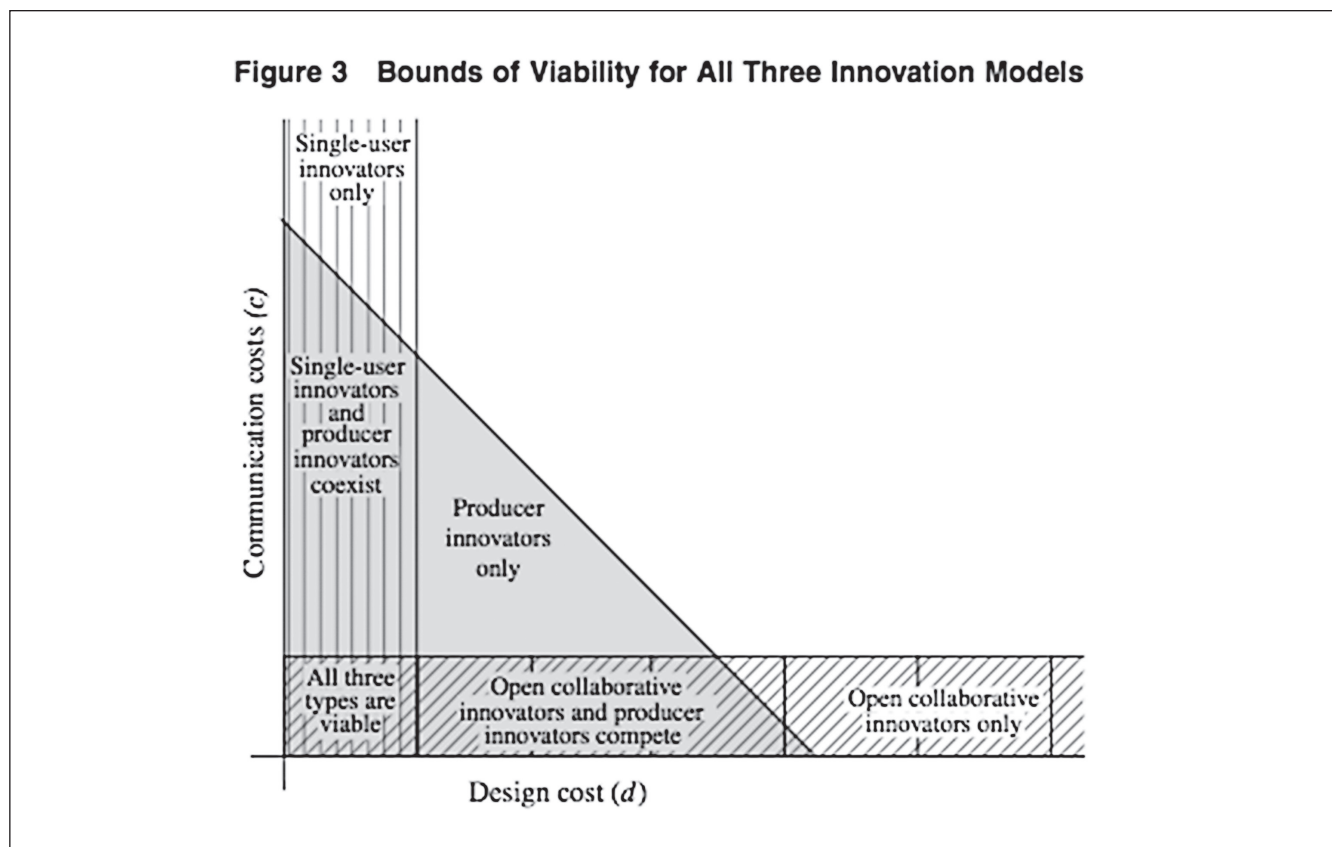 Figure 3 Bounds of Viability for All Three Innovation Models
Single-user
innovators
only
Communication costs (c)
Single-user
innovators
and
producer
innovators
coexist
Producer
innovators
only
All three
types are
viable
Open collaborative
innovators and producer
innovators compete
Open collaborative
innovators only
Design cost (d)